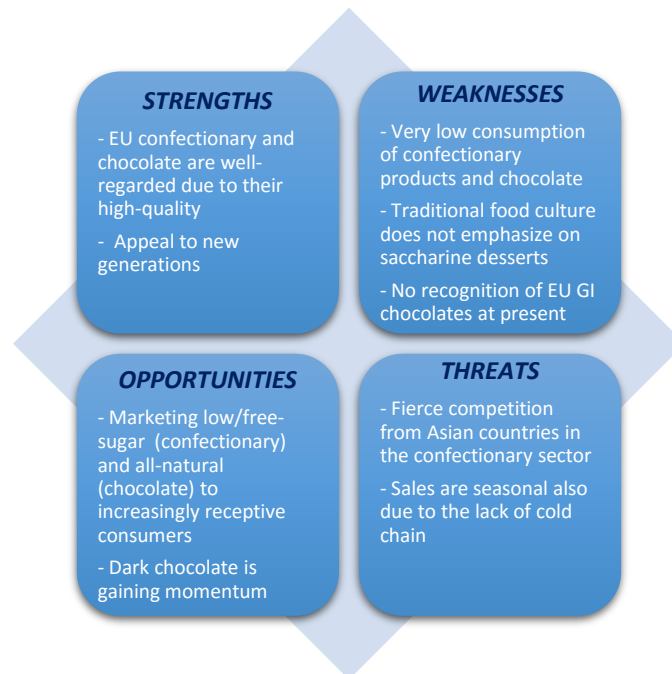 STRENGTHS
- EU confectionary and
chocolate are well-
regarded due to their
high-quality
- Appeal to new
generations
WEAKNESSES
- Very low consumption
of confectionary
products and chocolate
- Traditional food culture
does not emphasize on
saccharine desserts
- No recognition of EU GI
chocolates at present
OPPORTUNITIES
- Marketing low/free-
sugar (confectionary)
and all-natural
(chocolate) to
increasingly receptive
consumers
- Dark chocolate is
gaining momentum
THREATS
- Fierce competition
from Asian countries in
the confectionary sector
- Sales are seasonal also
due to the lack of cold
chain